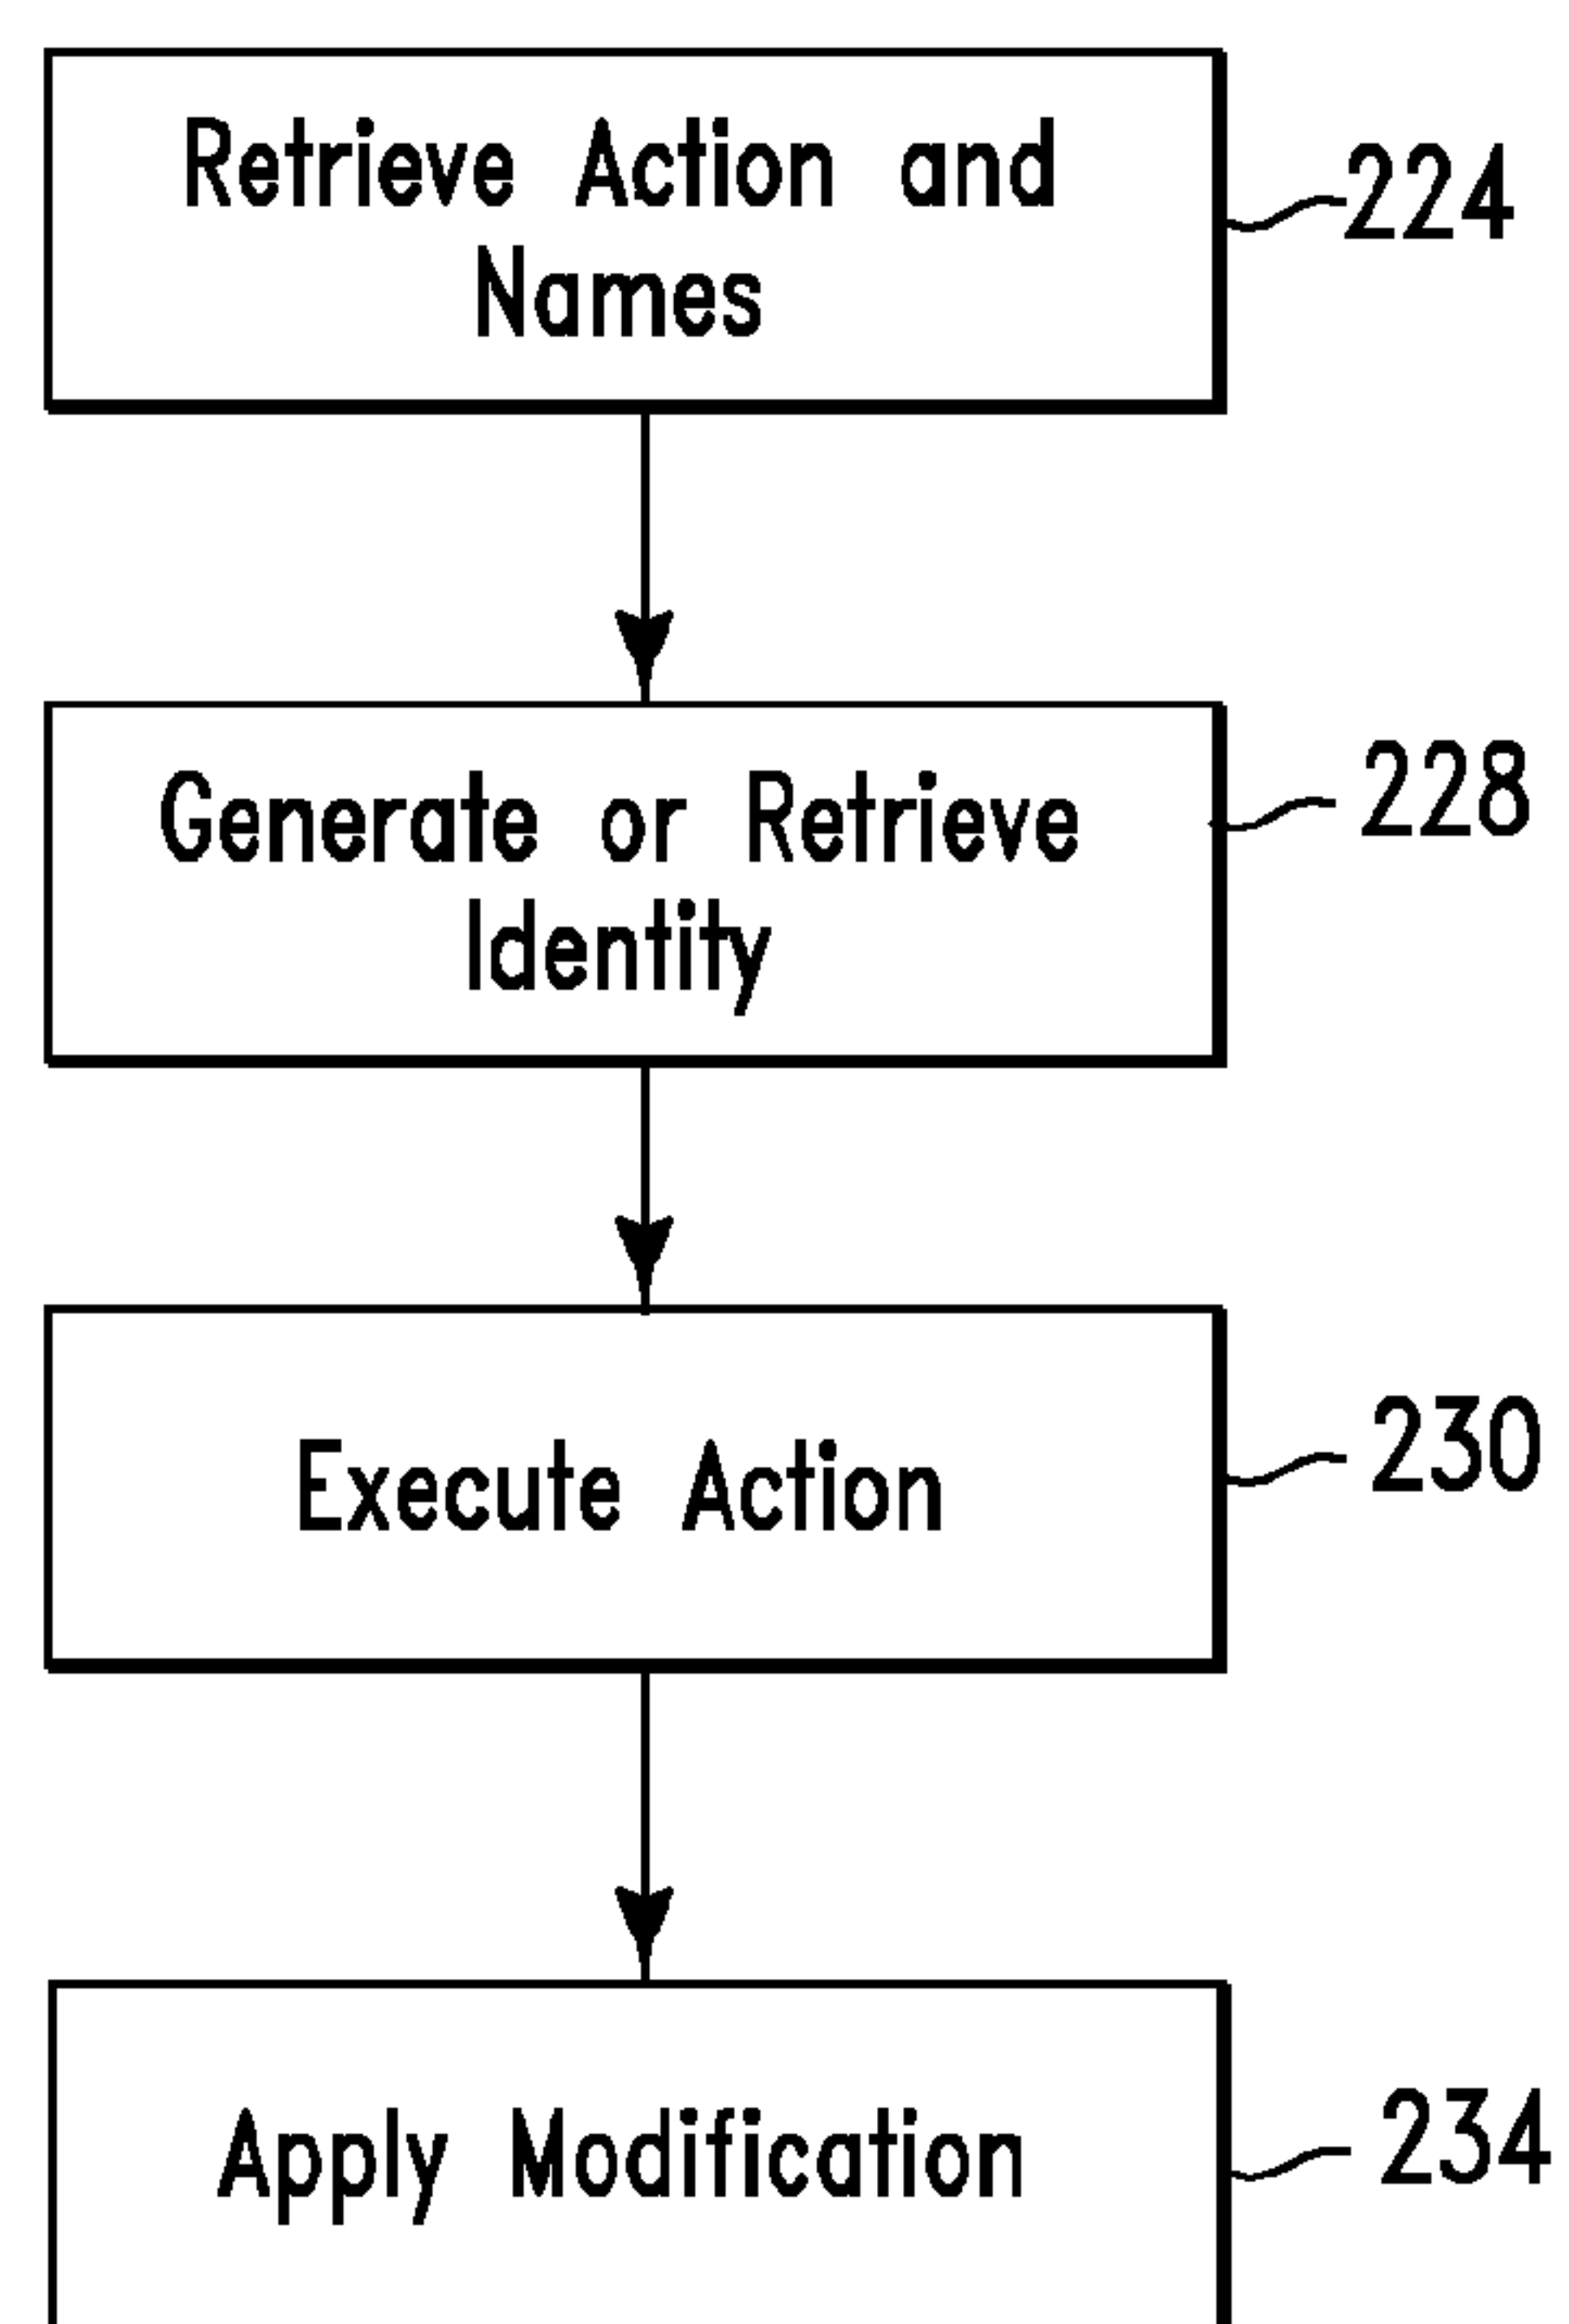 Retrieve Action and
Names
224
Generate or Retrieve
Identity
228
Execute Action
230
Apply Modification
234